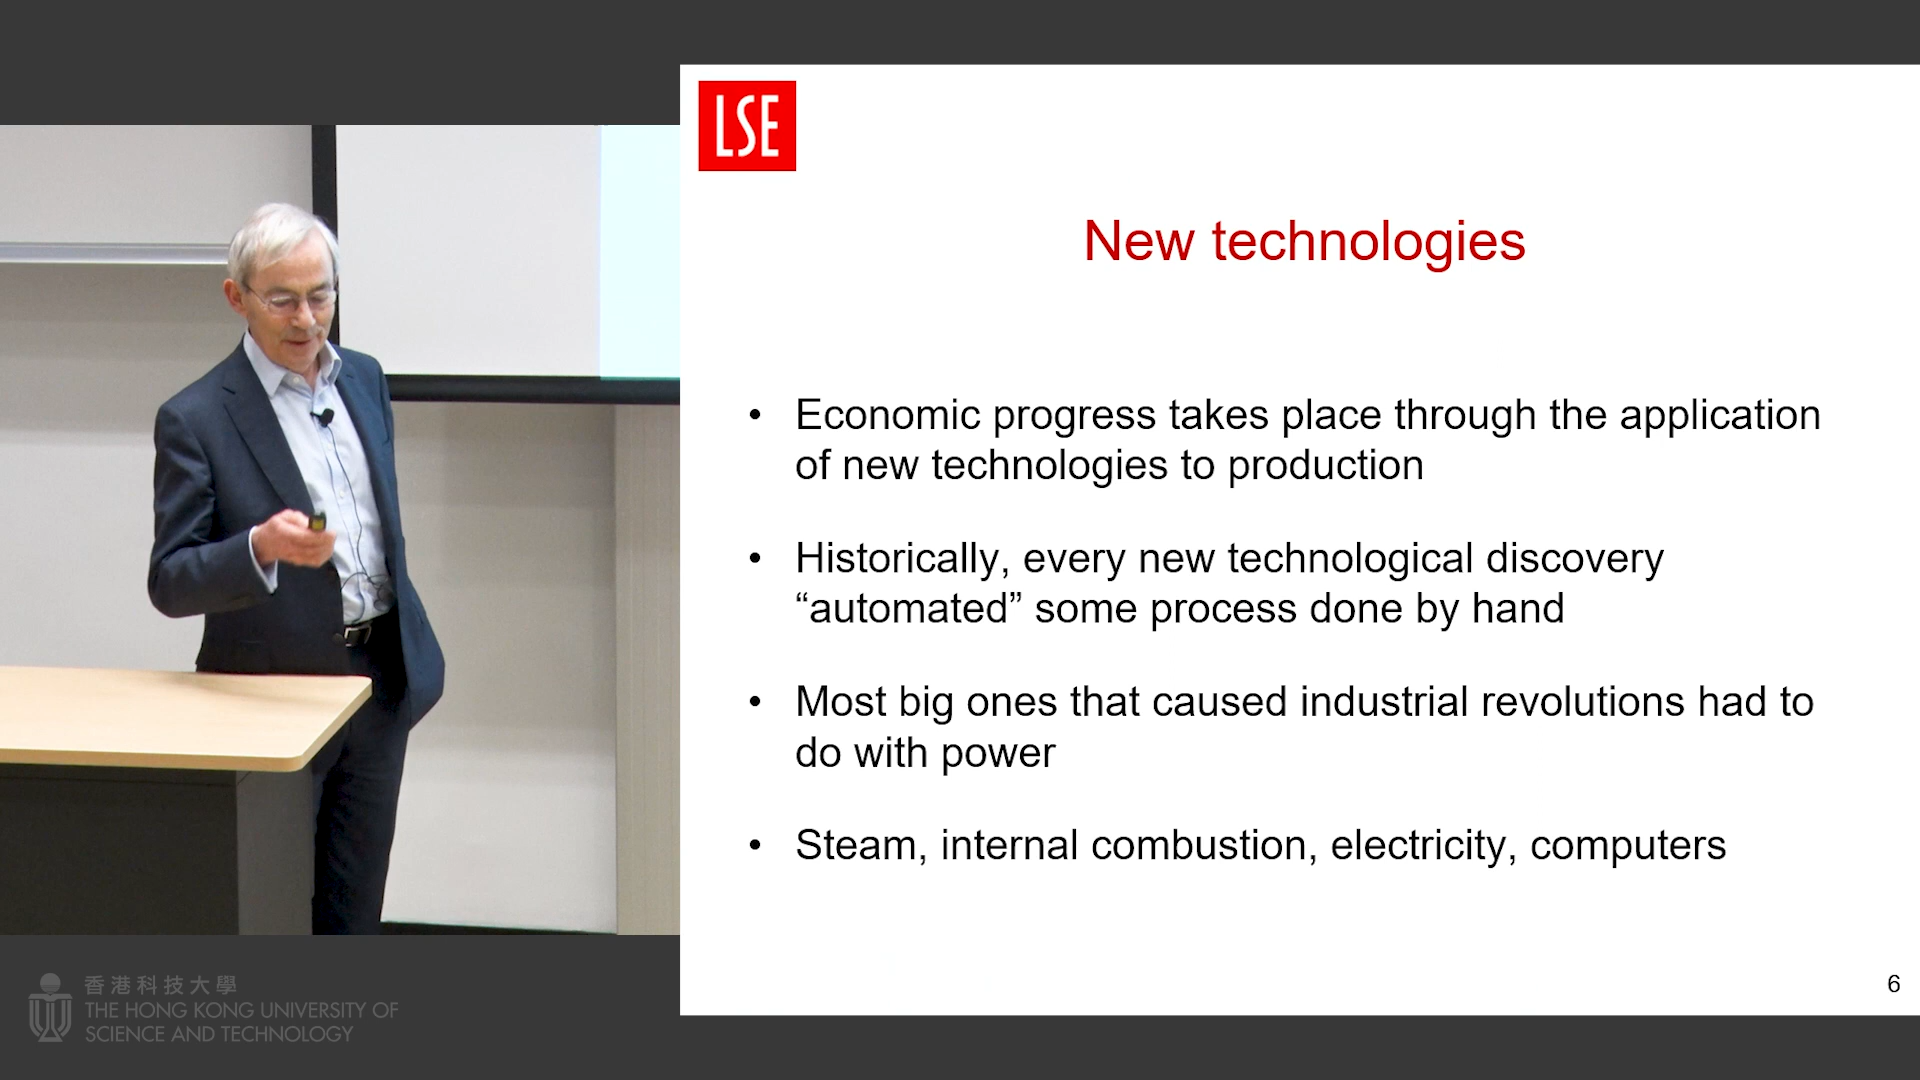 LSE
New technologies
• Economic progress takes place through the application
of new technologies to production
• Historically, every new technological discovery
“automated” some process done by hand
• Most big ones that caused industrial revolutions had to
do with power
• Steam, internal combustion, electricity, computers
6
香港科技大學
THE HONG KONG UNIVERSITY OF
SCIENCE AND TECHNOLOGY